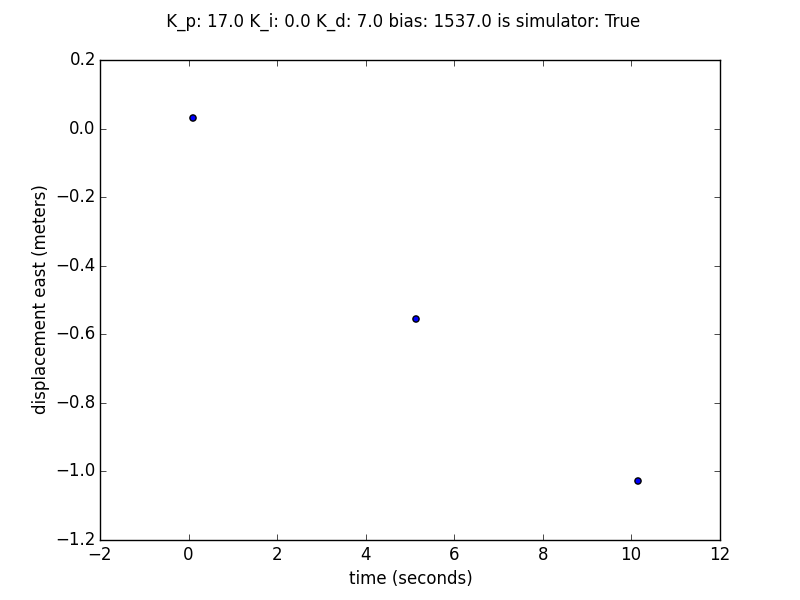 K_p: 17.0 K_i: 0.0 K_d: 7.0 bias: 1537.0 is simulator: True
0.2
0.0
−0.2
−0.4
−0.6
−0.8
−1.0
−1.2
displacement east (meters)
−2 0 2 4 6 8 10 12
time (seconds)